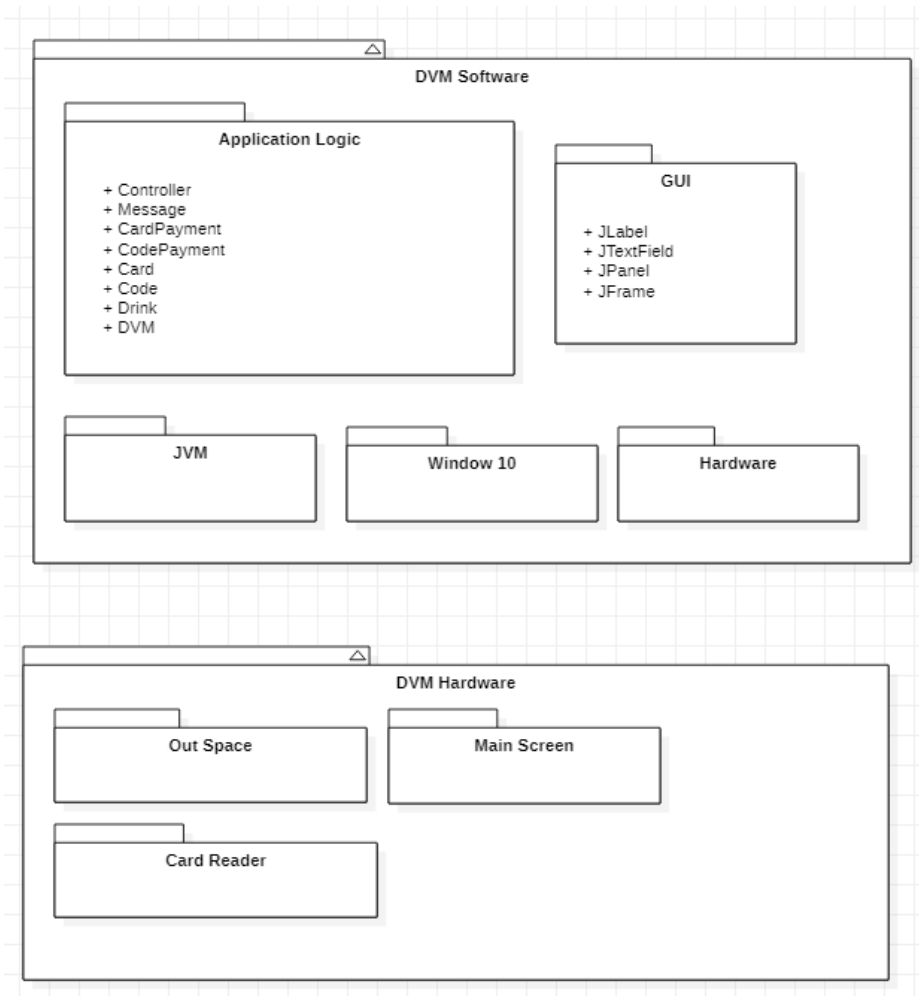 DVM Software
Application Logic
+ Controller
+ Message
+ CardPayment
+ CodePayment
+ Card
+ Code
+ Drink
+ DVM
GUI
+ JLabel
+ JTextField
+ JPanel
+ JFrame
JVM
Window 10
Hardware
DVM Hardware
Out Space
Main Screen
Card Reader